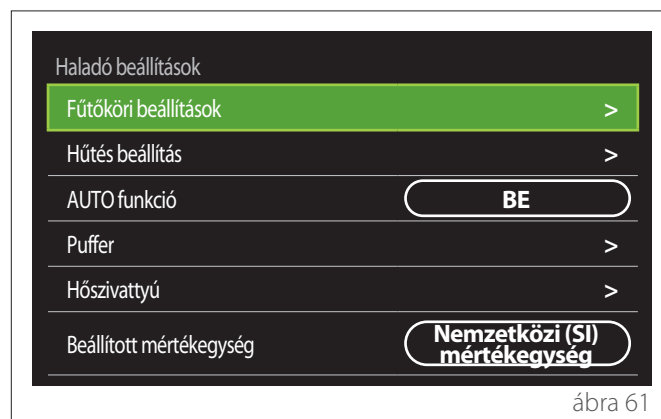 Haladó beállítások
Fűtőköri beállítások >
Hűtés beállítás >
AUTO funkció BE
Puffer >
Hőszivattyú >
Beállított mértékegység Nemzetközi (SI)
mértékegység
ábra 61